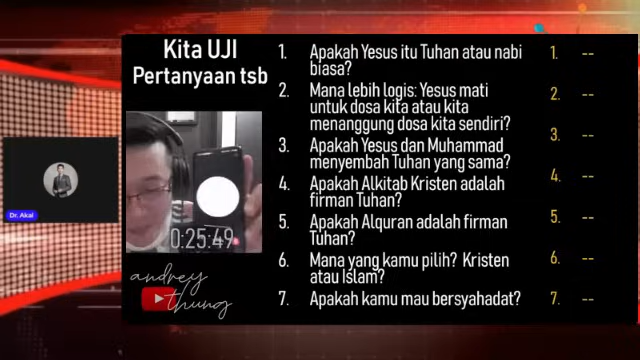 Kita UJI
Pertanyaan tsb
1. Apakah Yesus itu Tuhan atau nabi
biasa?
2. Mana lebih logis: Yesus mati
untuk dosa kita atau kita
menanggung dosa kita sendiri?
3. Apakah Yesus dan Muhammad
menyembah Tuhan yang sama?
4. Apakah Alkitab Kristen adalah
firman Tuhan?
5. Apakah Alquran adalah firman
Tuhan?
6. Mana yang kamu pilih? Kristen
atau Islam?
7. Apakah kamu mau bersyahadat?
1. --
2. --
3. --
4. --
5. --
6. --
7. --
0:25:49
Dr. Akal
andrey
thung